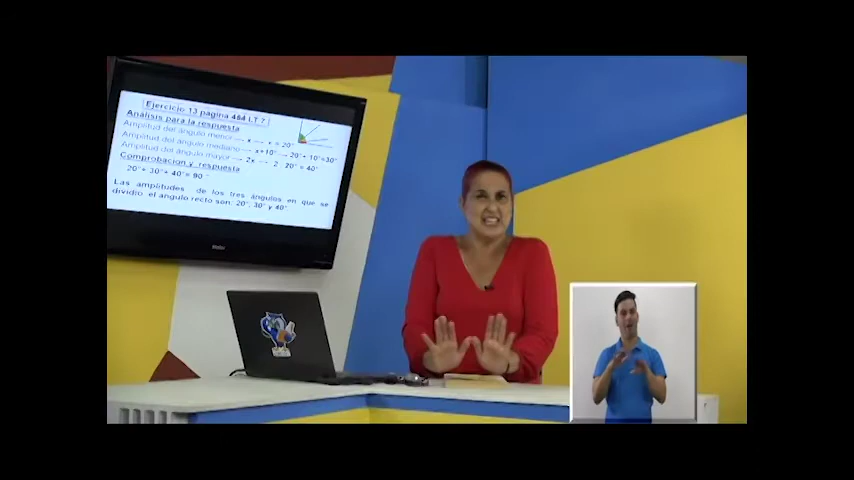 Ejercicio 13 pagina 484 LT 7
Análisis para la respuesta
Amplitud del ángulo menor → x → x = 20°
Amplitud del ángulo mediano → x+10° → 20°+ 10°=30°
Amplitud del ángulo mayor → 2x → 2 · 20° = 40°
Comprobación y respuesta
20°+ 30°+ 40°= 90°
Las amplitudes de los tres ángulos en que se
dividió el ángulo recto son: 20°, 30° y 40°